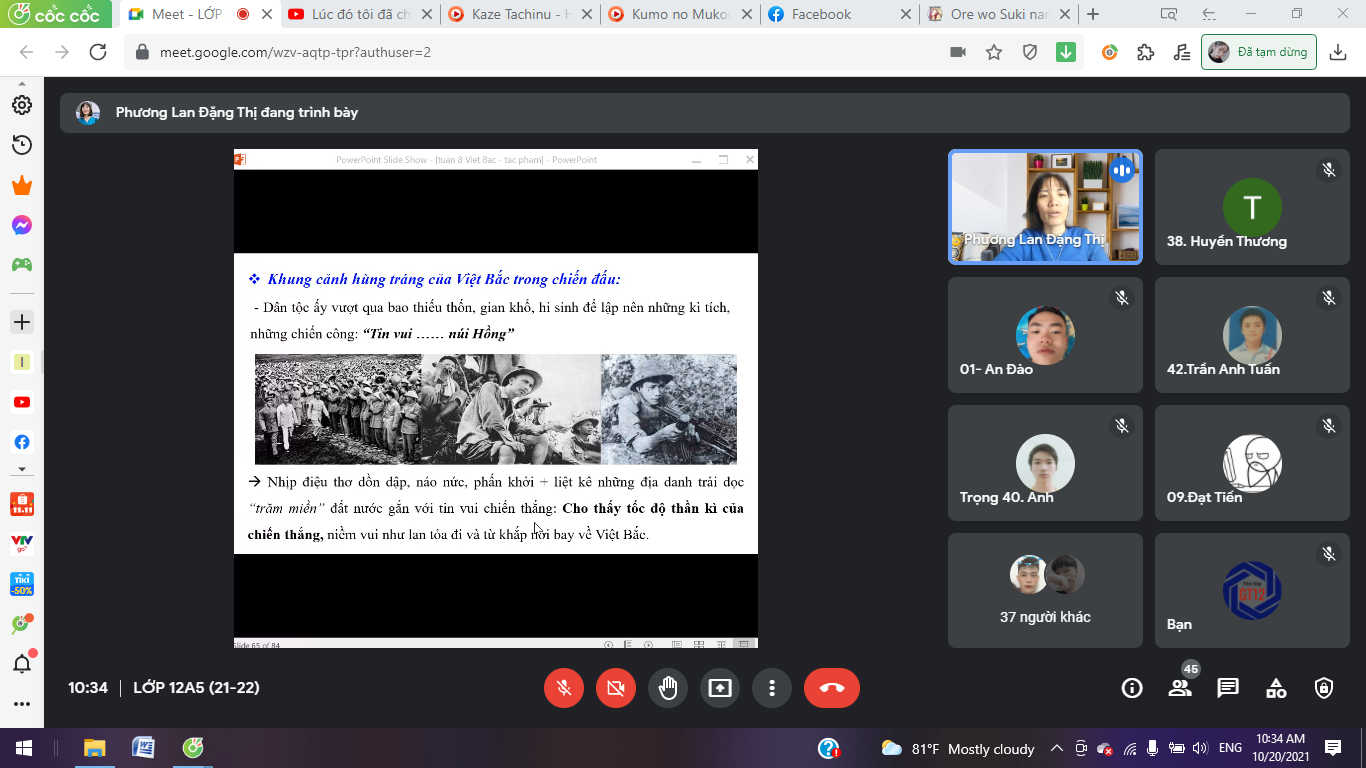 cốc cốc
Meet - LỚP
Lúc đó tôi đã ch
Kaze Tachinu - H
Kumo no Mukou
Facebook
Ore wo Suki nan
meet.google.com/wzv-aqtp-tpr?authuser=2
Đã tạm dừng
Phương Lan Đặng Thị đang trình bày
PowerPoint Slide Show - [tuan 8 Viet Bac - tac pham] - PowerPoint
❖ Khung cảnh hùng tráng của Việt Bắc trong chiến đấu:
- Dân tộc ấy vượt qua bao thiếu thốn, gian khổ, hi sinh để lập nên những kì tích,
những chiến công: “Tin vui …… núi Hồng”
→ Nhịp điệu thơ dồn dập, náo nức, phấn khởi + liệt kê những địa danh trải dọc
“trăm miền” đất nước gắn với tin vui chiến thắng: Cho thấy tốc độ thần kì của
chiến thắng, niềm vui như lan tỏa đi và từ khắp nơi bay về Việt Bắc.
Slide 65 of 84
Phương Lan Đặng Thị
T
38. Huyền Thương
01- An Đào
42.Trần Anh Tuấn
Trọng 40. Anh
09.Đạt Tiến
37 người khác
GT12
Bạn
11.11
VTV
go!
TIKI
-50%
10:34
LỚP 12A5 (21-22)
45
81°F Mostly cloudy
ENG
10:34 AM
10/20/2021